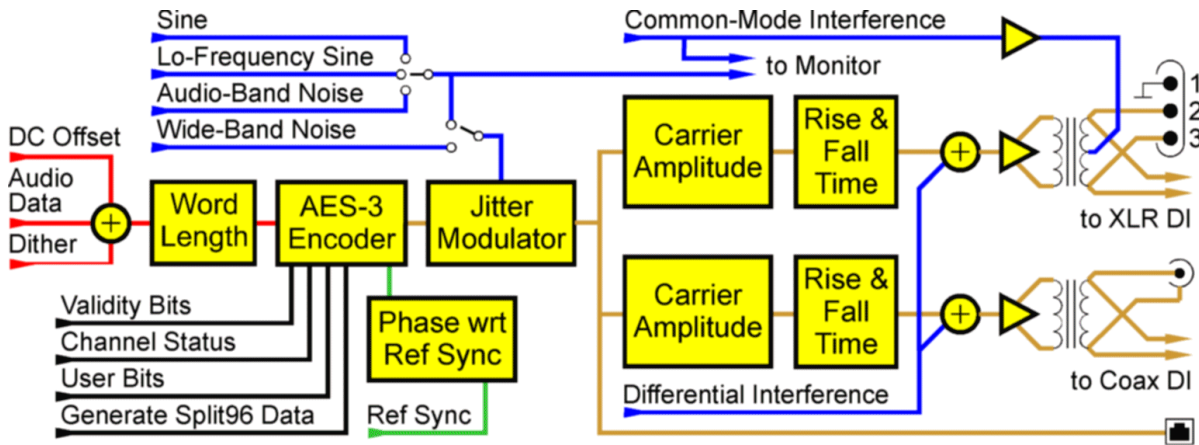 Sine
Lo-Frequency Sine
Audio-Band Noise
Wide-Band Noise
DC Offset
Audio
Data
Dither
+
Word
Length
AES-3
Encoder
Jitter
Modulator
Validity Bits
Channel Status
User Bits
Generate Split96 Data
Phase wrt
Ref Sync
Ref Sync
Common-Mode Interference
to Monitor
Carrier
Amplitude
Rise &
Fall
Time
+
1
2
3
to XLR DI
Carrier
Amplitude
Rise &
Fall
Time
+
to Coax DI
Differential Interference